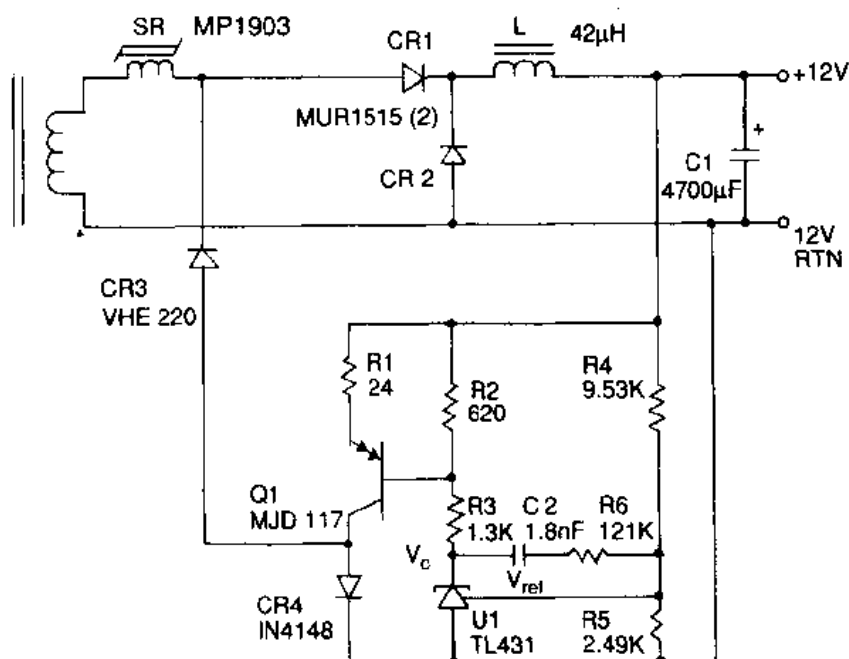 SR MP1903
CR1
L 42µH
+12V
MUR1515 (2)
CR 2
C1
4700µF
+
12V
RTN
CR3
VHE 220
R1
24
R2
620
R4
9.53K
Q1
MJD 117
R3
1.3K
C 2
1.8nF
R6
121K
Vc
Vref
CR4
IN4148
U1
TL431
R5
2.49K